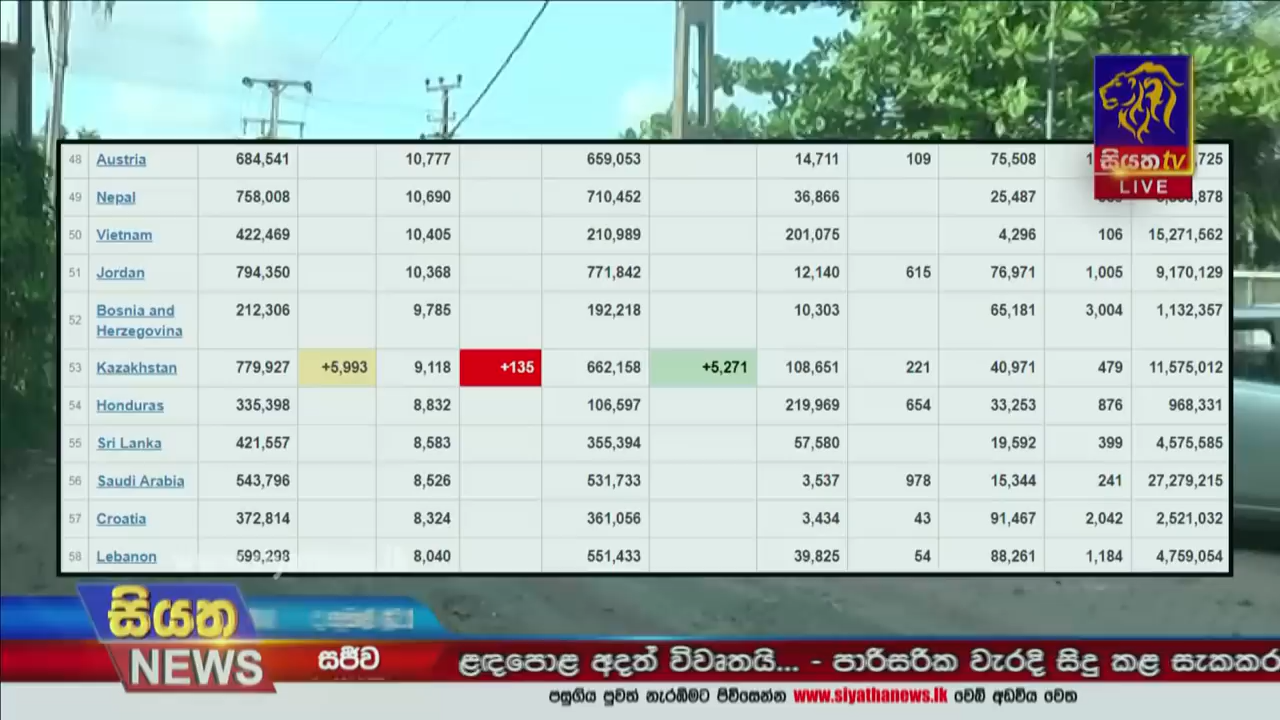 48 Austria 684,541 10,777 659,053 14,711 109 75,508
සියත tv
LIVE
49 Nepal 758,008 10,690 710,452 36,866 25,487
50 Vietnam 422,469 10,405 210,989 201,075 4,296 106 15,271,562
51 Jordan 794,350 10,368 771,842 12,140 615 76,971 1,005 9,170,129
52 Bosnia and Herzegovina 212,306 9,785 192,218 10,303 65,181 3,004 1,132,357
53 Kazakhstan 779,927 +5,993 9,118 +135 662,158 +5,271 108,651 221 40,971 479 11,575,012
54 Honduras 335,398 8,832 106,597 219,969 654 33,253 876 968,331
55 Sri Lanka 421,557 8,583 355,394 57,580 19,592 399 4,575,585
56 Saudi Arabia 543,796 8,526 531,733 3,537 978 15,344 241 27,279,215
57 Croatia 372,814 8,324 361,056 3,434 43 91,467 2,042 2,521,032
58 Lebanon 599,293 8,040 551,433 39,825 54 88,261 1,184 4,759,054
සියත
NEWS
සජීව
ළඳපොළ අදත් විවෘතයි... - පාරිසරික වැරදි සිදු කළ සැකකර
පසුගිය පුවත් නැරඹීමට පිවිසෙන්න www.siyathanews.lk වෙබ් අඩවිය වෙත